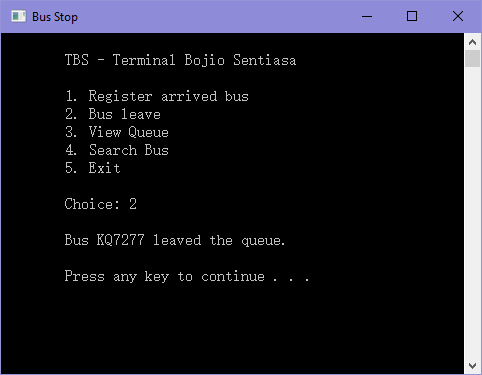 Bus Stop
TBS - Terminal Bojio Sentiasa
1. Register arrived bus
2. Bus leave
3. View Queue
4. Search Bus
5. Exit
Choice: 2
Bus KQ7277 leaved the queue.
Press any key to continue . . .